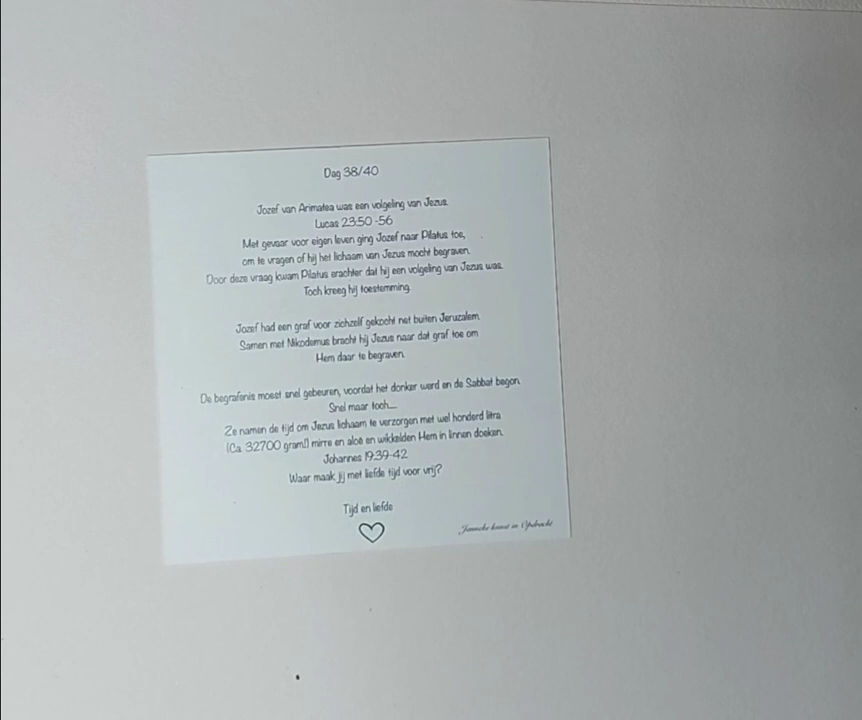 Dag 38/40
Jozef van Arimatea was een volgeling van Jezus.
Lucas 23:50 -56
Met gevaar voor eigen leven ging Jozef naar Pilatus toe,
om te vragen of hij het lichaam van Jezus mocht begraven.
Door deze vraag kwam Pilatus erachter dat hij een volgeling van Jezus was.
Toch kreeg hij toestemming.
Jozef had een graf voor zichzelf gekocht net buiten Jeruzalem.
Samen met Nikodemus bracht hij Jezus naar dat graf toe om
Hem daar te begraven.
De begrafenis moest snel gebeuren, voordat het donker werd en de Sabbat begon.
Snel maar toch....
Ze namen de tijd om Jezus lichaam te verzorgen met wel honderd litra
(Ca. 32700 gram!!) mirre en aloë en wikkelden Hem in linnen doeken.
Johannes 19:39-42
Waar maak jij met liefde tijd voor vrij?
Tijd en liefde
Janneke kunst in Opdracht